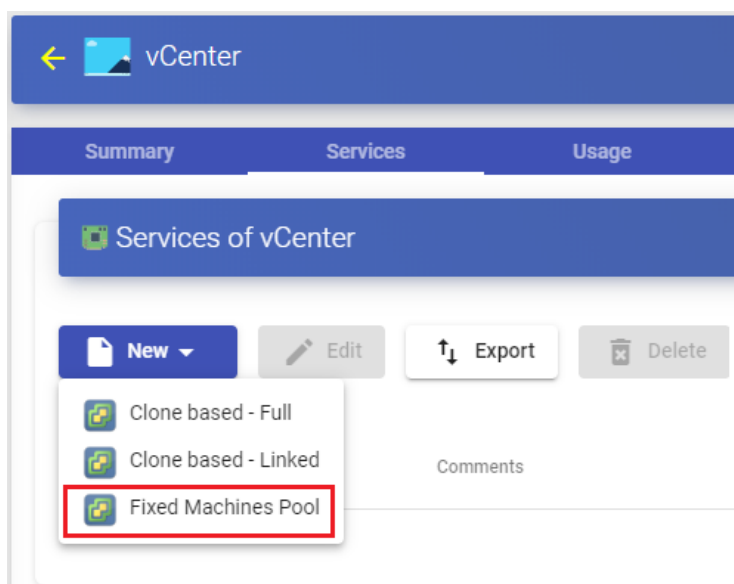 vCenter
Summary Services Usage
Services of vCenter
New Edit Export Delete
Clone based - Full
Clone based - Linked
Comments
Fixed Machines Pool